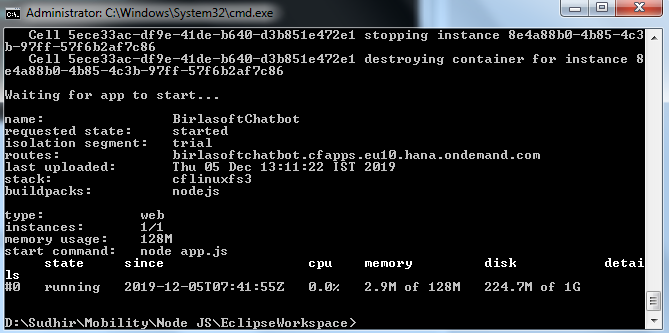 Administrator: C:\Windows\System32\cmd.exe
Cell 5ece33ac-df9e-41de-b640-d3b851e472e1 stopping instance 8e4a88b0-4b85-4c3
b-97ff-57f6b2af7c86
Cell 5ece33ac-df9e-41de-b640-d3b851e472e1 destroying container for instance 8
e4a88b0-4b85-4c3b-97ff-57f6b2af7c86
Waiting for app to start...
name: BirlasoftChatbot
requested state: started
isolation segment: trial
routes: birlasoftchatbot.cfapps.eu10.hana.ondemand.com
last uploaded: Thu 05 Dec 13:11:22 IST 2019
stack: cflinuxfs3
buildpacks: nodejs
type: web
instances: 1/1
memory usage: 128M
start command: node app.js
state since cpu memory disk detai
ls
#0 running 2019-12-05T07:41:55Z 0.0% 2.9M of 128M 224.7M of 1G
D:\Sudhir\Mobility\Node JS\EclipseWorkspace>